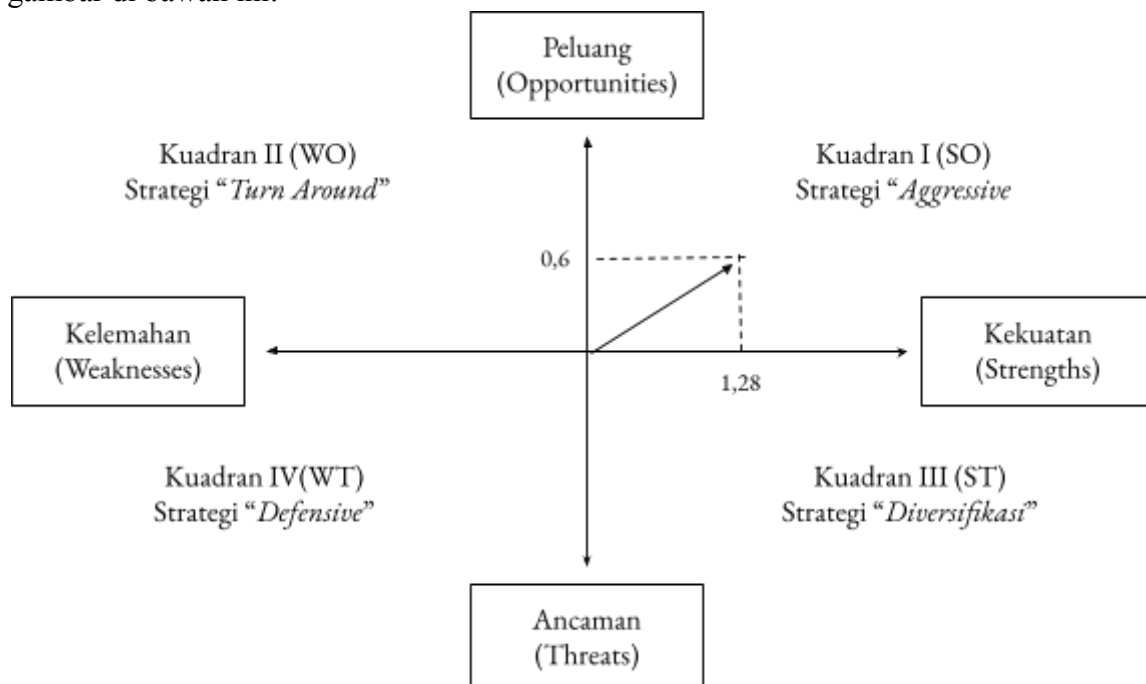 gambar di bawah ini:
Peluang
(Opportunities)
Kuadran II (WO)
Strategi “Turn Around”
Kuadran I (SO)
Strategi “Aggressive
0,6
Kelemahan
(Weaknesses)
Kekuatan
(Strengths)
1,28
Kuadran IV(WT)
Strategi “Defensive”
Kuadran III (ST)
Strategi “Diversifikasi”
Ancaman
(Threats)